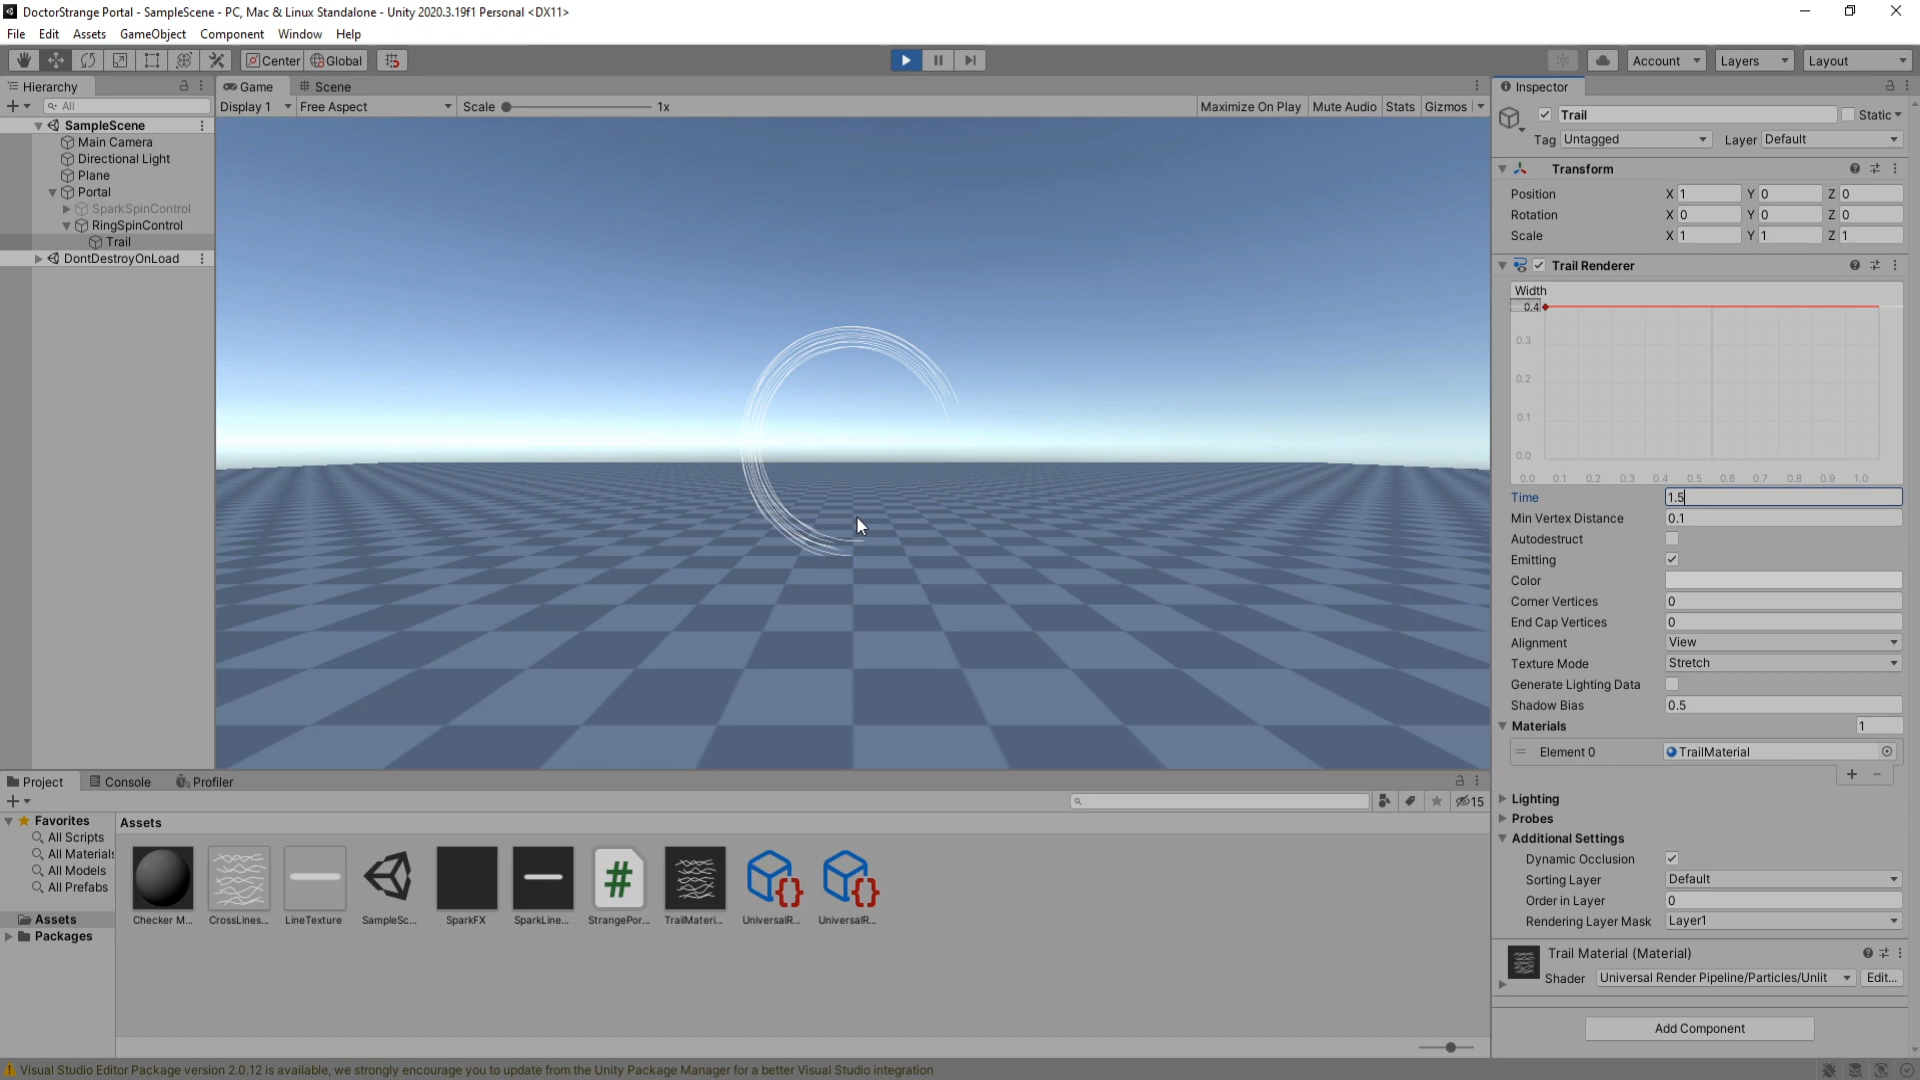 DoctorStrange Portal - SampleScene - PC, Mac & Linux Standalone - Unity 2020.3.19f1 Personal <DX11>
File Edit Assets GameObject Component Window Help
Center Global Account Layers Layout
Hierarchy
All
SampleScene
Main Camera
Directional Light
Plane
Portal
SparkSpinControl
RingSpinControl
Trail
DontDestroyOnLoad
Game Scene
Display 1 Free Aspect Scale 1x Maximize On Play Mute Audio Stats Gizmos
Inspector
Trail Static
Tag Untagged Layer Default
Transform
Position X 1 Y 0 Z 0
Rotation X 0 Y 0 Z 0
Scale X 1 Y 1 Z 1
Trail Renderer
Width
0.4
0.3
0.2
0.1
0.0
0.0 0.1 0.2 0.3 0.4 0.5 0.6 0.7 0.8 0.9 1.0
Time 1.5
Min Vertex Distance 0.1
Autodestruct
Emitting
Color
Corner Vertices 0
End Cap Vertices 0
Alignment View
Texture Mode Stretch
Generate Lighting Data
Shadow Bias 0.5
Materials 1
Element 0 TrailMaterial
Lighting
Probes
Additional Settings
Dynamic Occlusion
Sorting Layer Default
Order in Layer 0
Rendering Layer Mask Layer1
Trail Material (Material)
Shader Universal Render Pipeline/Particles/Unlit Edit...
Add Component
Project Console Profiler
15
Favorites
All Scripts
All Materials
All Models
All Prefabs
Assets
Packages
Assets
Checker M... CrossLines... LineTexture SampleSc... SparkFX SparkLine... StrangePor... TrailMateri... UniversalR... UniversalR...
Visual Studio Editor Package version 2.0.12 is available, we strongly encourage you to update from the Unity Package Manager for a better Visual Studio integration